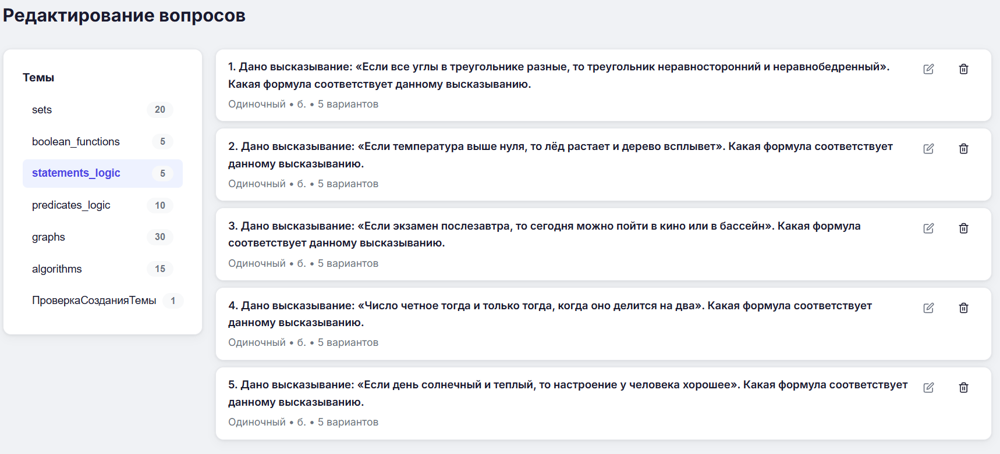 Редактирование вопросов
Темы
sets 20
boolean_functions 5
statements_logic 5
predicates_logic 10
graphs 30
algorithms 15
ПроверкаСозданияТемы 1
1. Дано высказывание: «Если все углы в треугольнике разные, то треугольник неравносторонний и неравнобедренный».
Какая формула соответствует данному высказыванию.
Одиночный • б. • 5 вариантов
2. Дано высказывание: «Если температура выше нуля, то лёд растает и дерево всплывет». Какая формула соответствует
данному высказыванию.
Одиночный • б. • 5 вариантов
3. Дано высказывание: «Если экзамен послезавтра, то сегодня можно пойти в кино или в бассейн». Какая формула
соответствует данному высказыванию.
Одиночный • б. • 5 вариантов
4. Дано высказывание: «Число четное тогда и только тогда, когда оно делится на два». Какая формула соответствует
данному высказыванию.
Одиночный • б. • 5 вариантов
5. Дано высказывание: «Если день солнечный и теплый, то настроение у человека хорошее». Какая формула соответствует
данному высказыванию.
Одиночный • б. • 5 вариантов